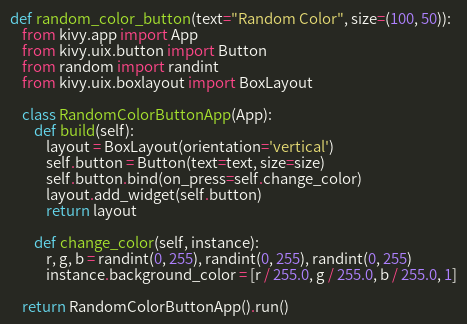 def random_color_button(text="Random Color", size=(100, 50)):
    from kivy.app import App
    from kivy.uix.button import Button
    from random import randint
    from kivy.uix.boxlayout import BoxLayout

    class RandomColorButtonApp(App):
        def build(self):
            layout = BoxLayout(orientation='vertical')
            self.button = Button(text=text, size=size)
            self.button.bind(on_press=self.change_color)
            layout.add_widget(self.button)
            return layout

        def change_color(self, instance):
            r, g, b = randint(0, 255), randint(0, 255), randint(0, 255)
            instance.background_color = [r / 255.0, g / 255.0, b / 255.0, 1]

    return RandomColorButtonApp().run()